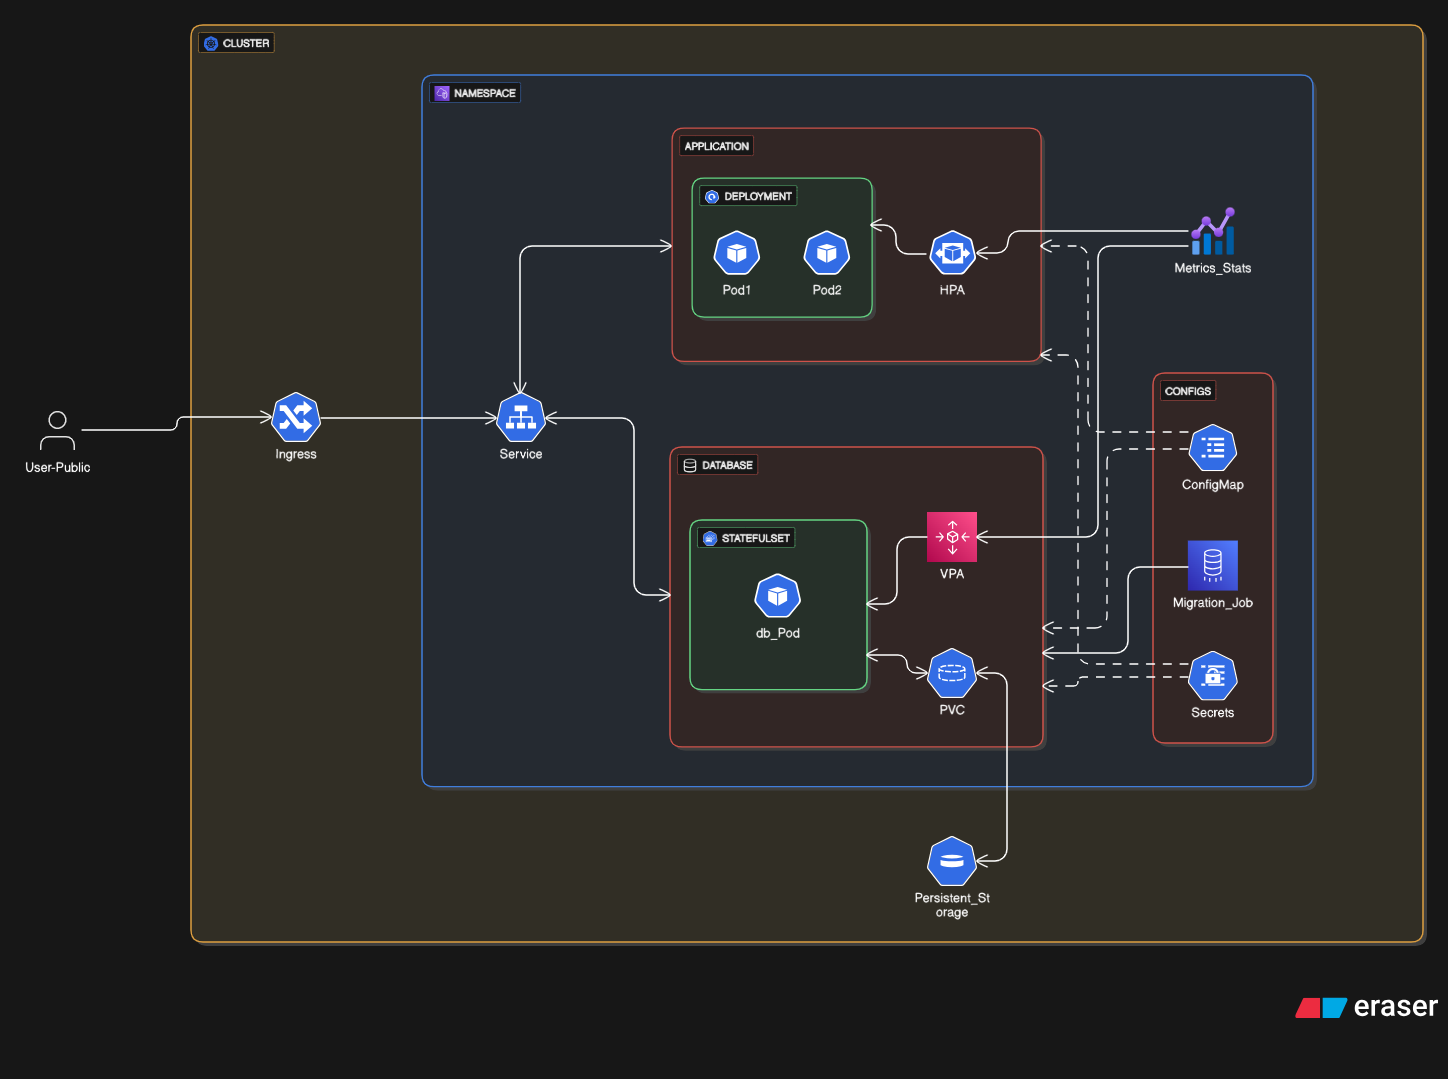 CLUSTER
NAMESPACE
APPLICATION
DEPLOYMENT
Pod1
Pod2
HPA
Metrics_Stats
User-Public
Ingress
Service
CONFIGS
ConfigMap
Migration_Job
Secrets
DATABASE
STATEFULSET
db_Pod
VPA
PVC
Persistent_St
orage
eraser